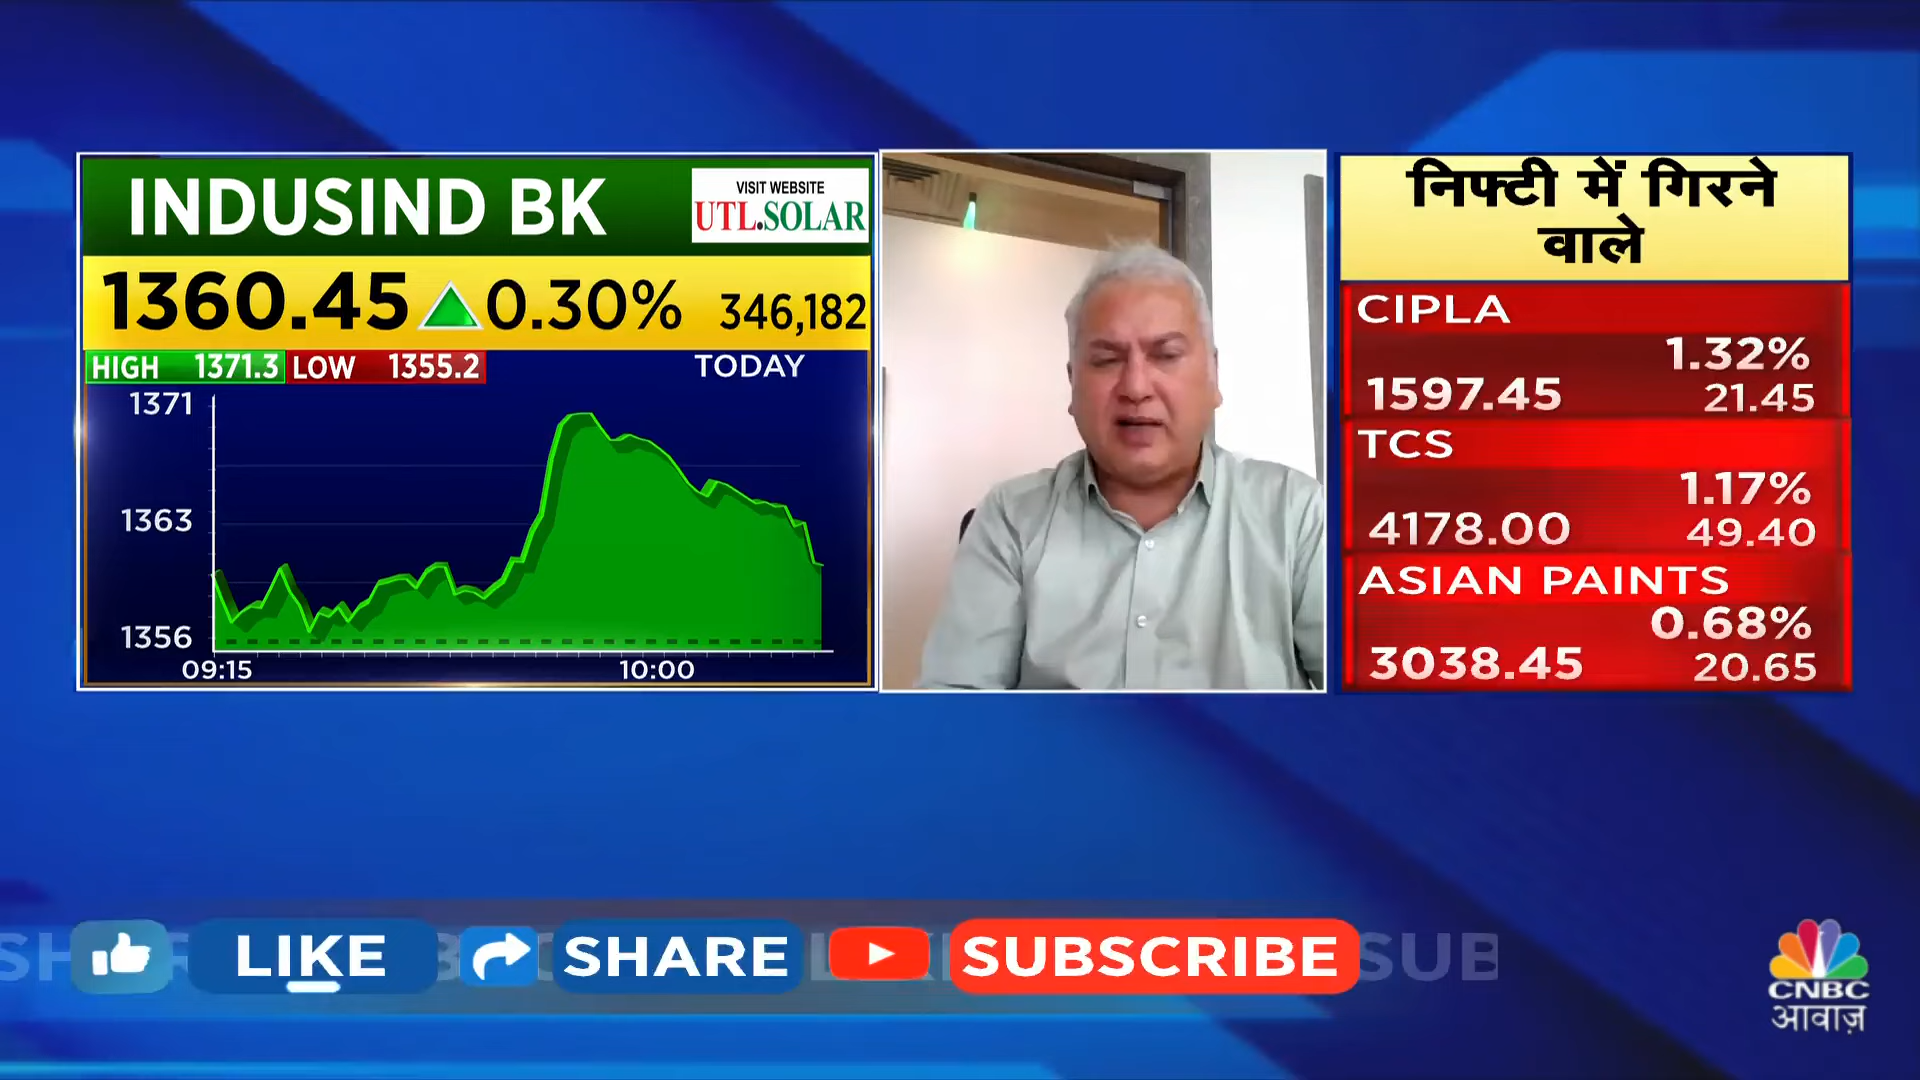 INDUSIND BK
VISIT WEBSITE
UTL.SOLAR
1360.45 0.30% 346,182
HIGH 1371.3 LOW 1355.2 TODAY
1371
1363
1356
09:15 10:00
निफ्टी में गिरने
वाले
CIPLA
1.32%
1597.45 21.45
TCS
1.17%
4178.00 49.40
ASIAN PAINTS
0.68%
3038.45 20.65
LIKE SHARE SUBSCRIBE SUB
CNBC
आवाज़